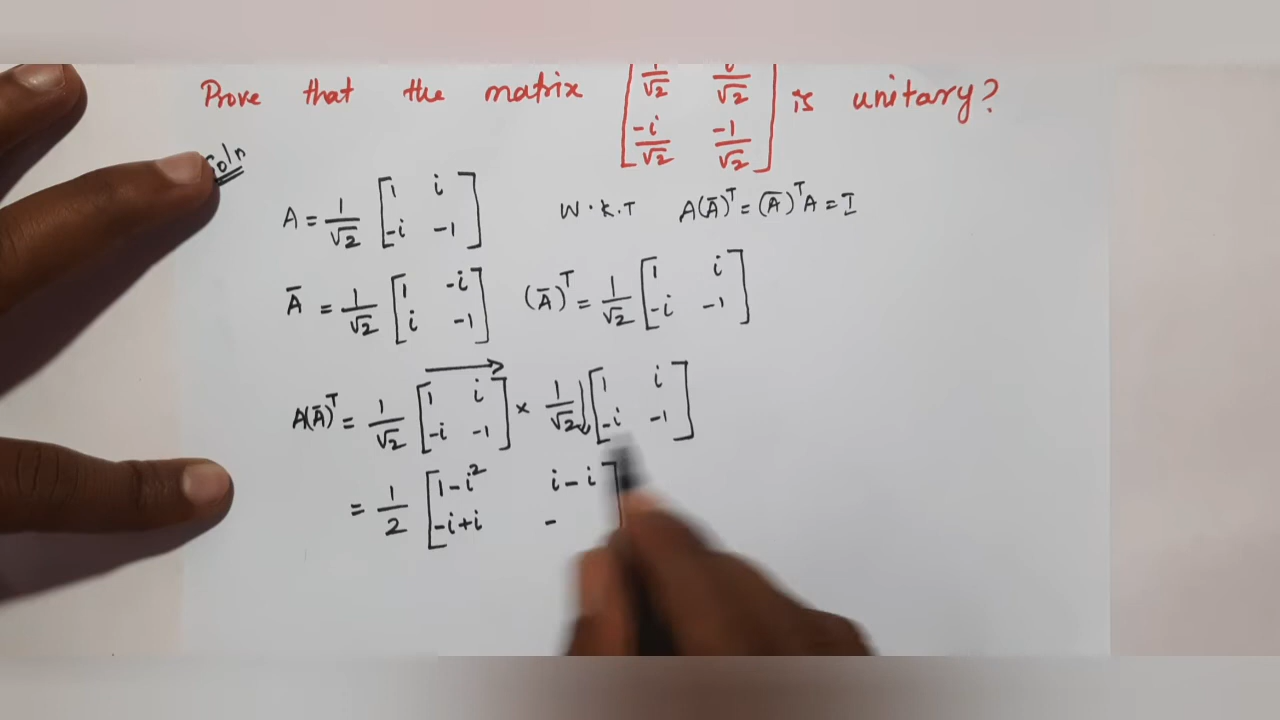 Prove that the matrix [1/√2 i/√2 ; -i/√2 -1/√2] is unitary?
Soln
A = 1/√2 [1 i ; -i -1] W.K.T A(Ā)ᵀ = (Ā)ᵀA = I
Ā = 1/√2 [1 -i ; i -1] (Ā)ᵀ = 1/√2 [1 i ; -i -1]
A(Ā)ᵀ = 1/√2 [1 i ; -i -1] × 1/√2 [1 i ; -i -1]
= 1/2 [1-i² i-i ; -i+i -]